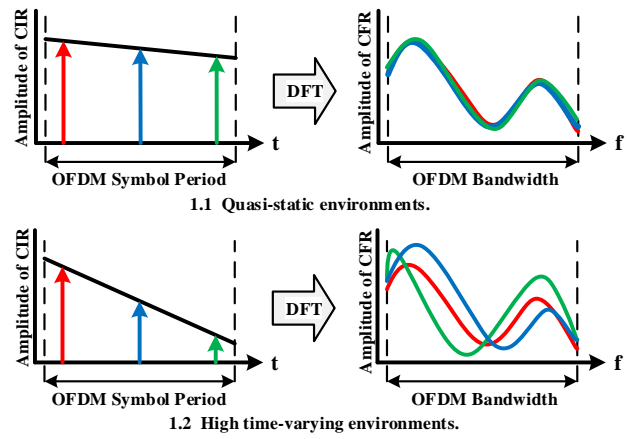 Amplitude of CIR
t
OFDM Symbol Period
DFT
Amplitude of CFR
f
OFDM Bandwidth
1.1 Quasi-static environments.
Amplitude of CIR
t
OFDM Symbol Period
DFT
Amplitude of CFR
f
OFDM Bandwidth
1.2 High time-varying environments.